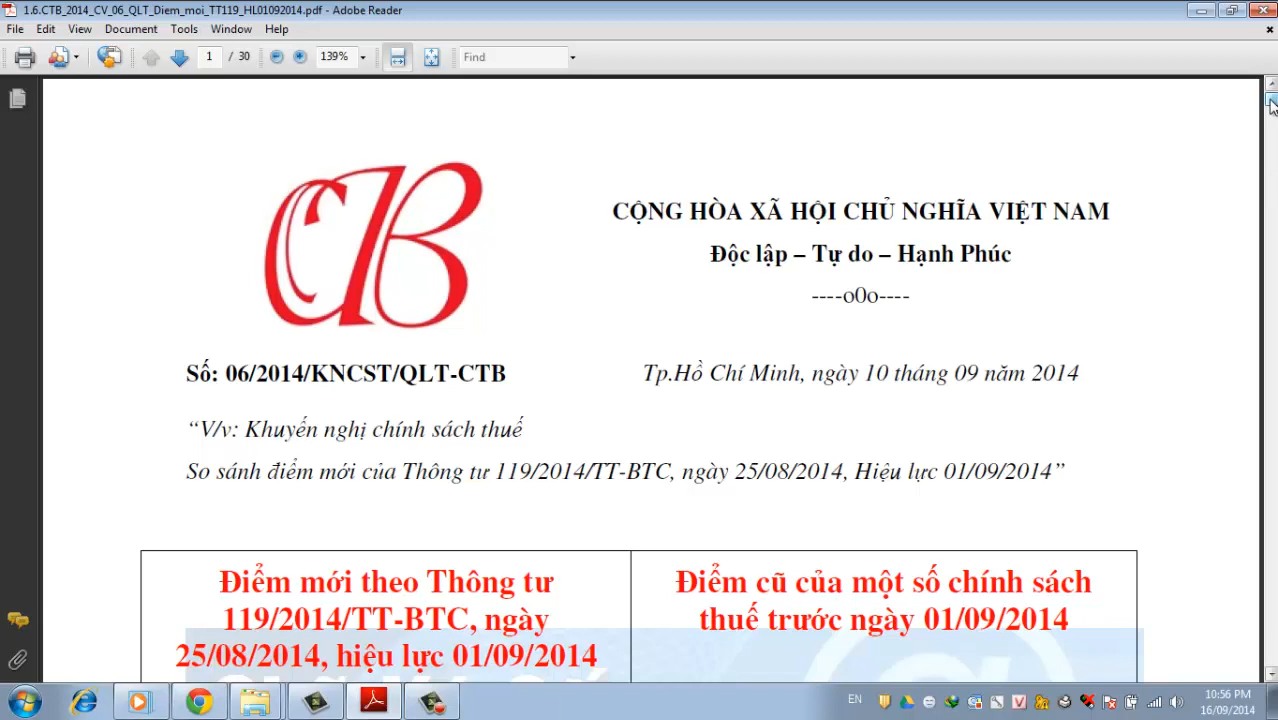 1.6.CTB_2014_CV_06_QLT_Diem_moi_TT119_HL01092014.pdf - Adobe Reader
File Edit View Document Tools Window Help
1 / 30 139% Find
CB
CỘNG HÒA XÃ HỘI CHỦ NGHĨA VIỆT NAM
Độc lập – Tự do – Hạnh Phúc
----o0o----
Số: 06/2014/KNCST/QLT-CTB
Tp.Hồ Chí Minh, ngày 10 tháng 09 năm 2014
“V/v: Khuyến nghị chính sách thuế
So sánh điểm mới của Thông tư 119/2014/TT-BTC, ngày 25/08/2014, Hiệu lực 01/09/2014”
Điểm mới theo Thông tư
119/2014/TT-BTC, ngày
25/08/2014, hiệu lực 01/09/2014
Điểm cũ của một số chính sách
thuế trước ngày 01/09/2014
EN
10:56 PM
16/09/2014